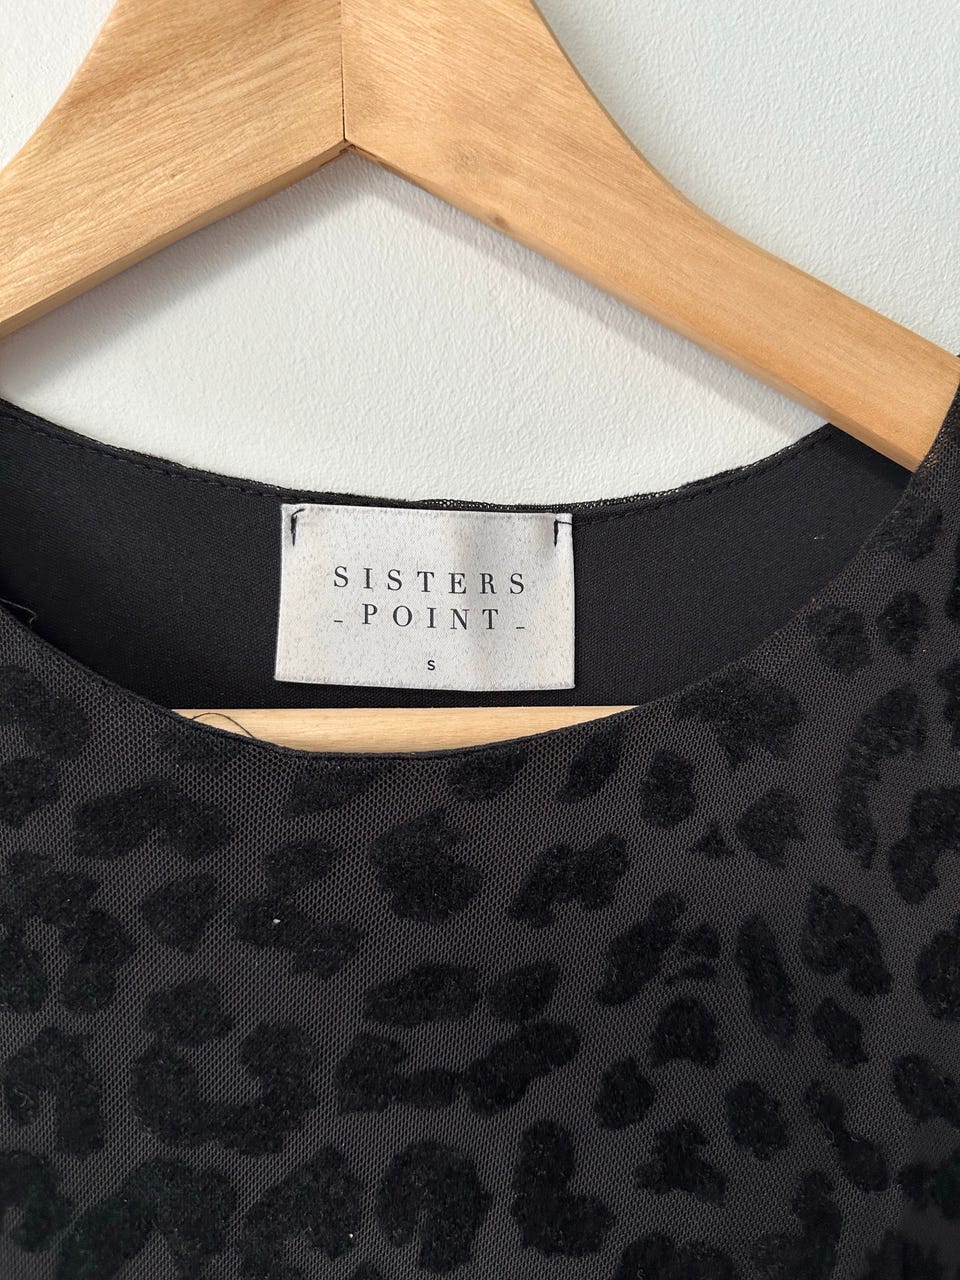 SISTERS
- POINT -
S